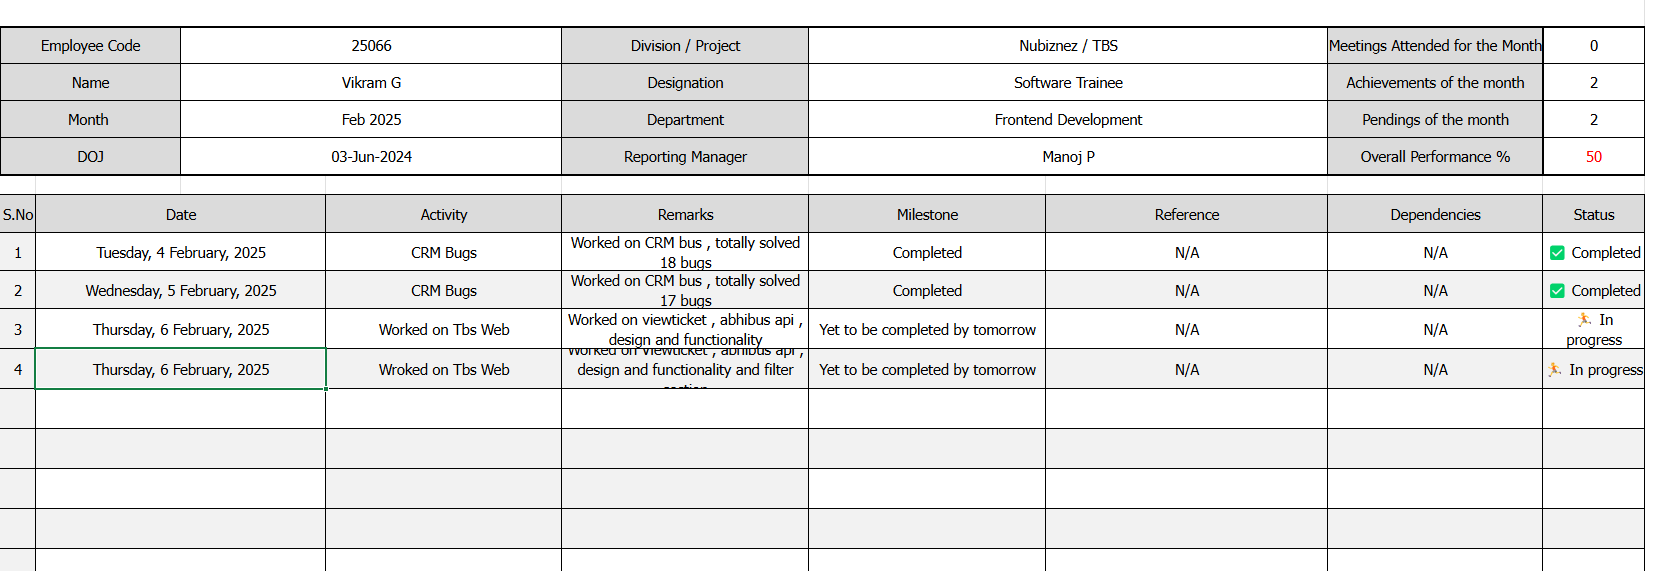 Employee Code 25066 Division / Project Nubiznez / TBS Meetings Attended for the Month 0
Name Vikram G Designation Software Trainee Achievements of the month 2
Month Feb 2025 Department Frontend Development Pendings of the month 2
DOJ 03-Jun-2024 Reporting Manager Manoj P Overall Performance % 50
S.No Date Activity Remarks Milestone Reference Dependencies Status
1 Tuesday, 4 February, 2025 CRM Bugs Worked on CRM bus , totally solved
18 bugs Completed N/A N/A ✅ Completed
2 Wednesday, 5 February, 2025 CRM Bugs Worked on CRM bus , totally solved
17 bugs Completed N/A N/A ✅ Completed
3 Thursday, 6 February, 2025 Worked on Tbs Web Worked on viewticket , abhibus api ,
design and functionality Yet to be completed by tomorrow N/A N/A 🏃 In
progress
4 Thursday, 6 February, 2025 Wroked on Tbs Web Worked on Viewticket , abhibus api ,
design and functionality and filter
section Yet to be completed by tomorrow N/A N/A 🏃 In progress